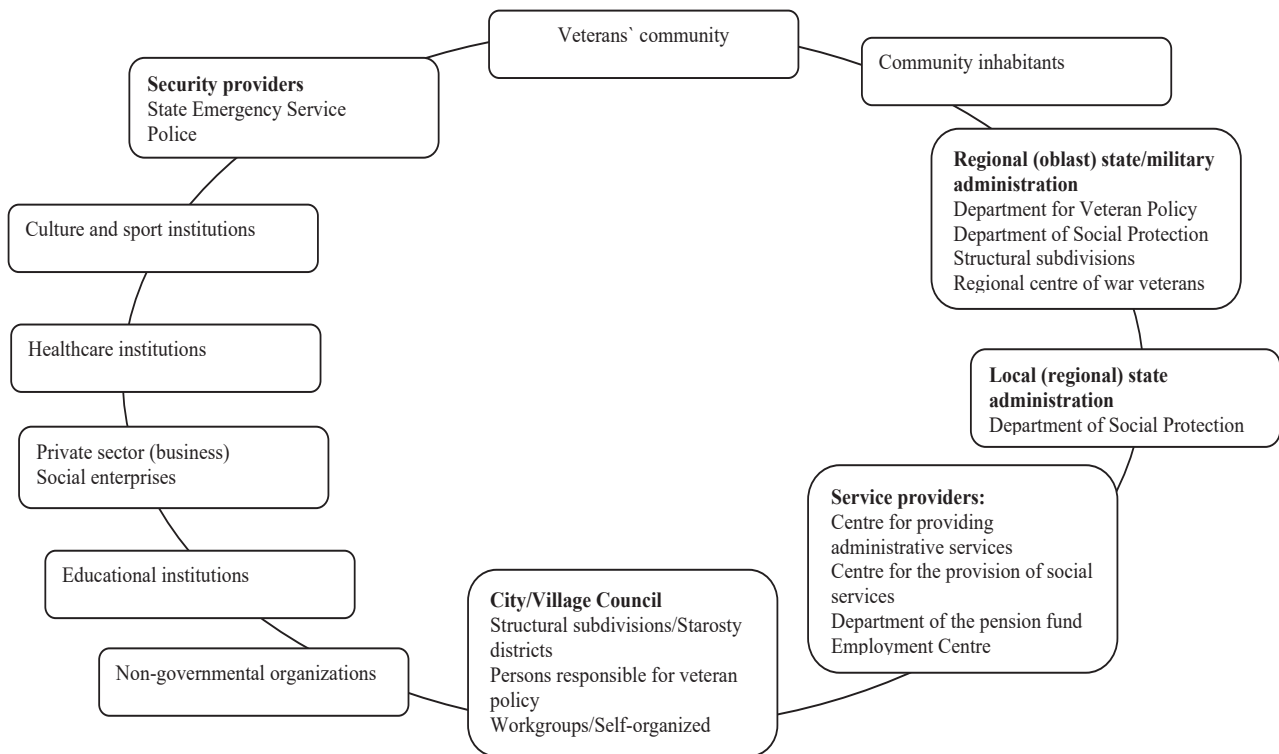 Veterans` community
Community inhabitants
Security providers
State Emergency Service
Police
Regional (oblast) state/military
administration
Department for Veteran Policy
Department of Social Protection
Structural subdivisions
Regional centre of war veterans
Culture and sport institutions
Healthcare institutions
Local (regional) state
administration
Department of Social Protection
Private sector (business)
Social enterprises
Service providers:
Centre for providing
administrative services
Centre for the provision of social
services
Department of the pension fund
Employment Centre
Educational institutions
City/Village Council
Structural subdivisions/Starosty
districts
Persons responsible for veteran
policy
Workgroups/Self-organized
Non-governmental organizations